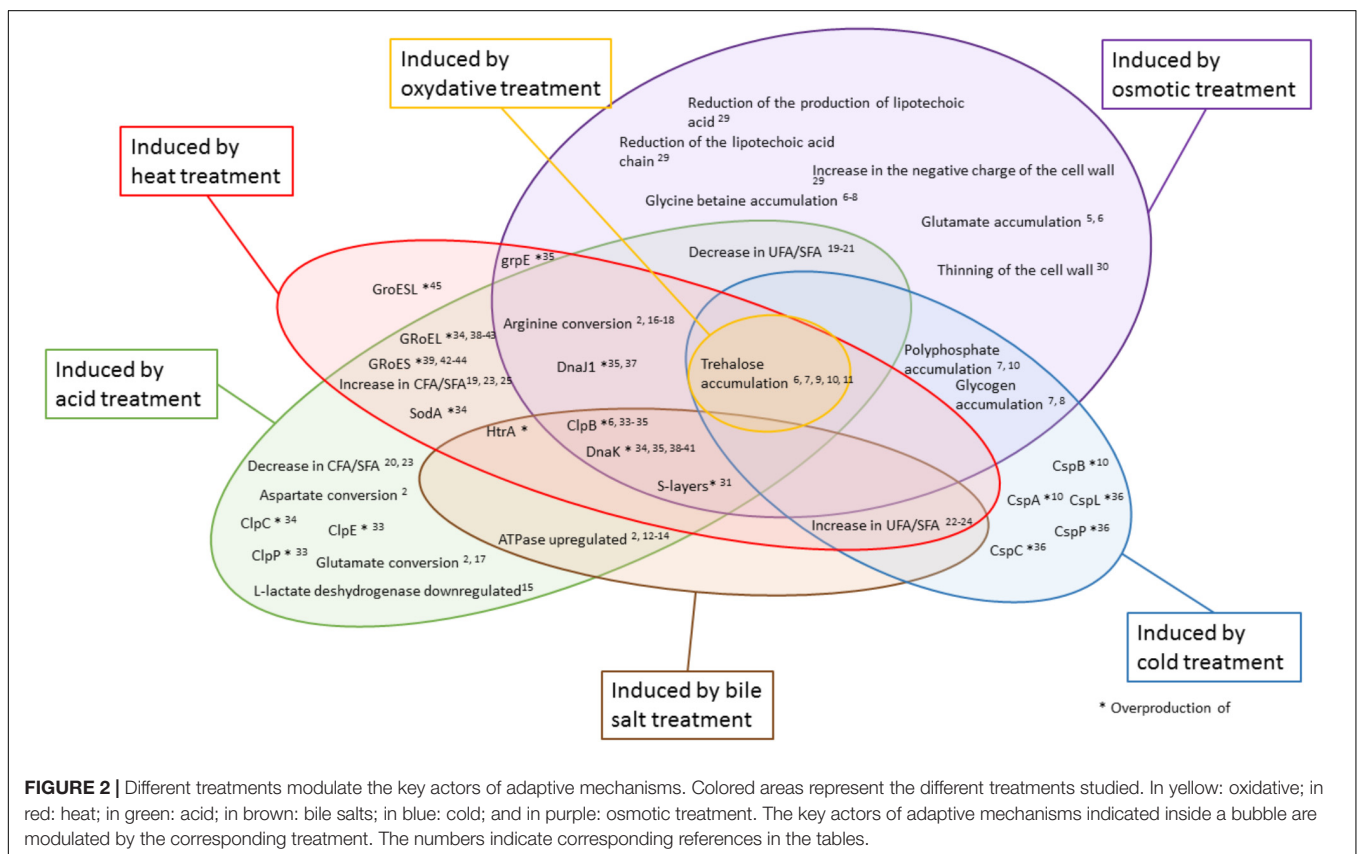 Induced by
oxydative treatment
Induced by
osmotic treatment
Induced by
heat treatment
Reduction of the production of lipotechoic
acid 29
Reduction of the lipotechoic acid
chain 29
Increase in the negative charge of the cell wall
29
Glycine betaine accumulation 6-8
Glutamate accumulation 5, 6
Decrease in UFA/SFA 19-21
Thinning of the cell wall 30
grpE *35
GroESL *45
Arginine conversion 2, 16-18
GRoEL *34, 38-43
GRoES *39, 42-44
Increase in CFA/SFA19, 23, 25
DnaJ1 *35, 37
Trehalose
accumulation 6, 7, 9, 10, 11
Polyphosphate
accumulation 7, 10
Glycogen
accumulation 7, 8
Induced by
acid treatment
SodA *34
HtrA *
ClpB *6, 33-35
DnaK * 34, 35, 38-41
S-layers* 31
Decrease in CFA/SFA 20, 23
Aspartate conversion 2
ClpC * 34
ClpE * 33
ClpP * 33
Glutamate conversion 2, 17
L-lactate deshydrogenase downregulated15
ATPase upregulated 2, 12-14
Increase in UFA/SFA 22-24
CspB *10
CspA *10
CspL *36
CspP *36
CspC *36
Induced by bile
salt treatment
Induced by
cold treatment
* Overproduction of
FIGURE 2 | Different treatments modulate the key actors of adaptive mechanisms. Colored areas represent the different treatments studied. In yellow: oxidative; in
red: heat; in green: acid; in brown: bile salts; in blue: cold; and in purple: osmotic treatment. The key actors of adaptive mechanisms indicated inside a bubble are
modulated by the corresponding treatment. The numbers indicate corresponding references in the tables.